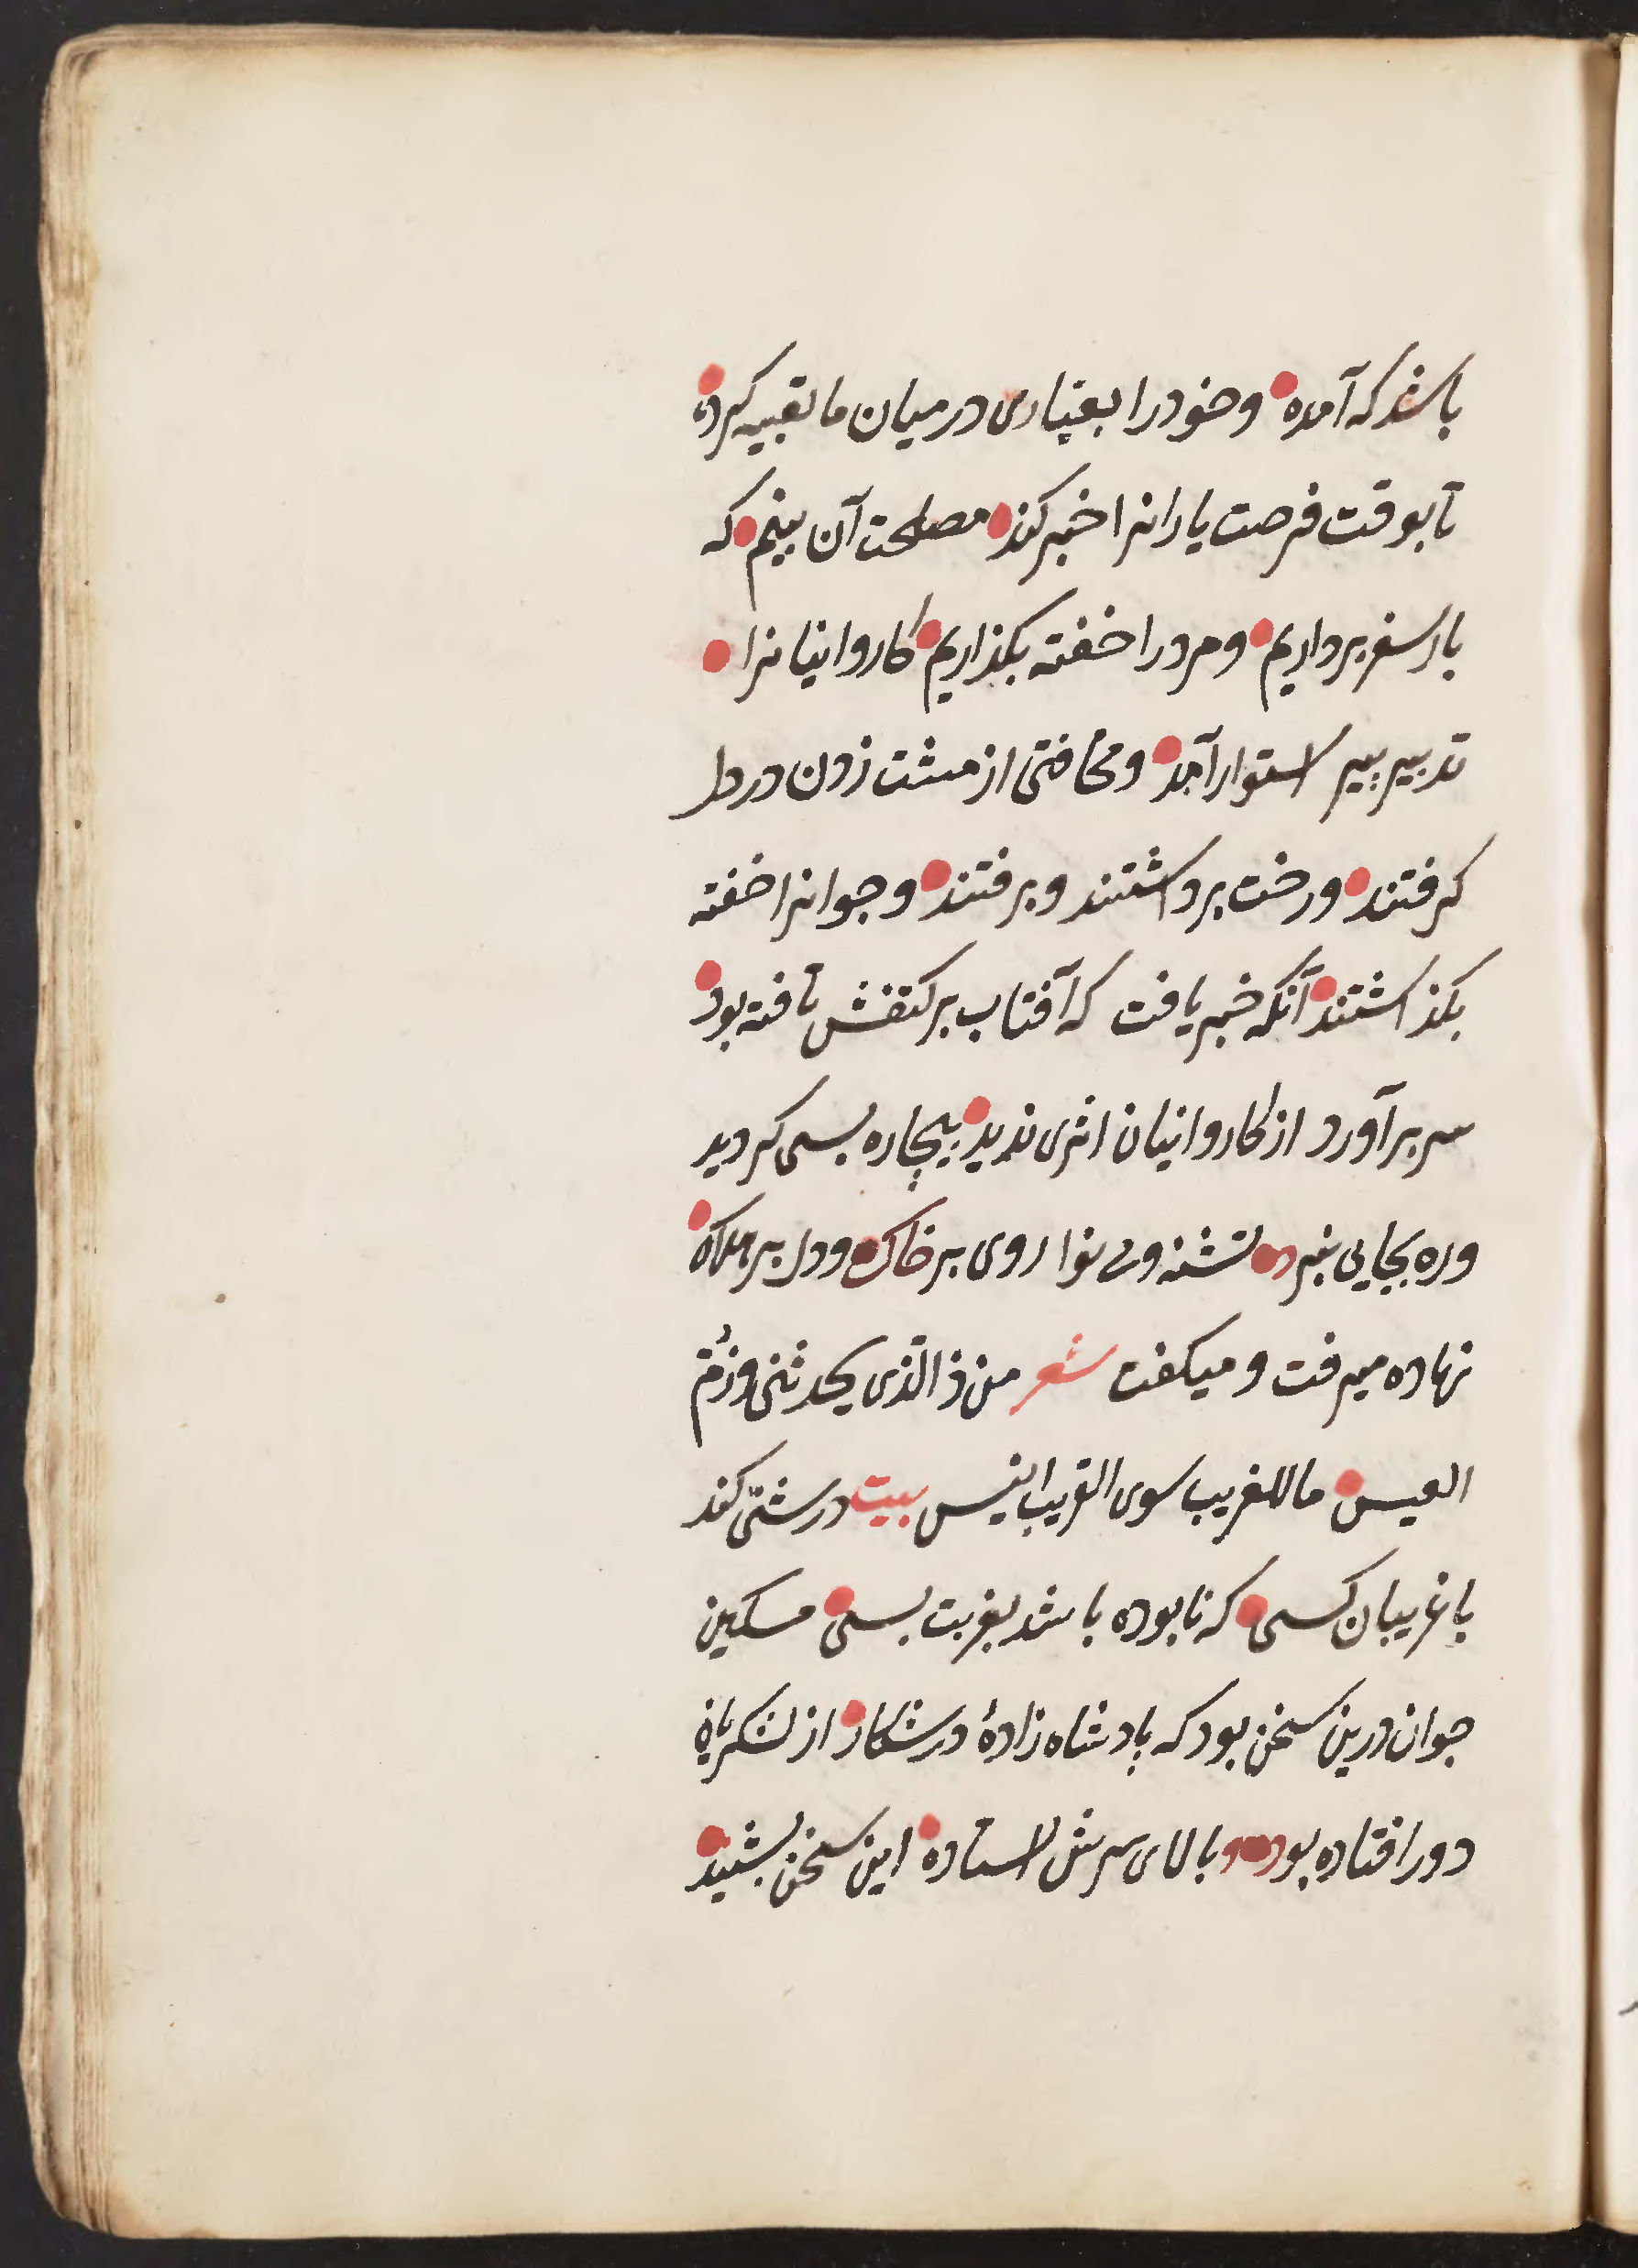 باشد که آمده و خود را بعیاری در میان ما تعبیه کرده
تا بوقت فرصت یارانرا خبر کند مصلحت آن بینم که
بار سفر برداریم و مرد را خفته بگذاریم کاروانیانرا
تدبیر پیر استوار آمد و مخافتی از مشت زن در دل
گرفتند و رخت برداشتند و برفتند و جوانرا خفته
بگذاشتند آنگه خبر یافت که آفتاب بر کتفش تافته بود
سر برآورد از کاروانیان اثری ندید بیچاره بسی گردید
و ره بجایی نبرد تشنه و بی نوا روی بر خاک و دل بر هلاک
نهاده میرفت و میگفت شعر من ذا الذی یحدثنی و زُمّ
العیس ما للغریب سوی الغریب انیس بیت درشتی کند
با غریبان کسی که نابوده باشد بغربت بسی مسکین
جوان درین سخن بود که پادشاه زادهٔ در شکار از لشکریان
دور افتاده بود و بالای سرش استاده این سخن بشنید